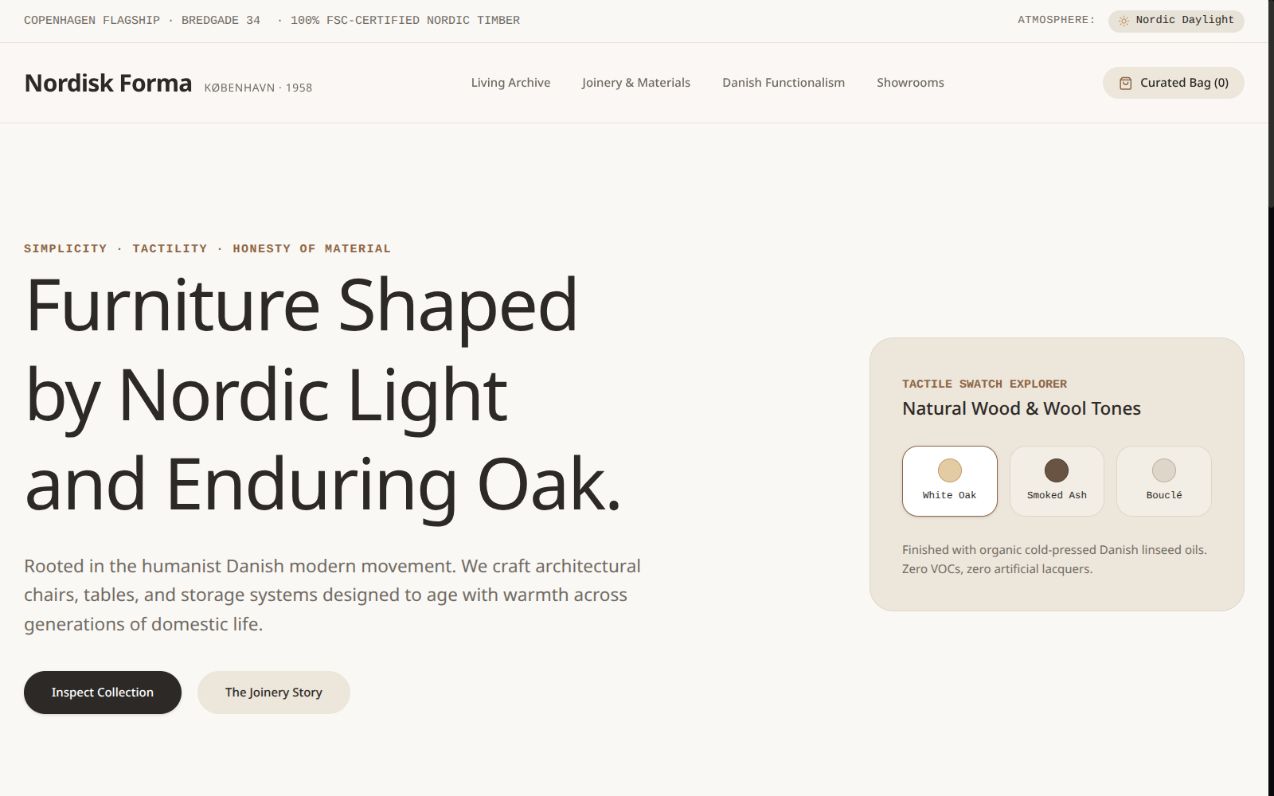 COPENHAGEN FLAGSHIP · BREDGADE 34 · 100% FSC-CERTIFIED NORDIC TIMBER
ATMOSPHERE: Nordic Daylight
Nordisk Forma KØBENHAVN · 1958
Living Archive
Joinery & Materials
Danish Functionalism
Showrooms
Curated Bag (0)
SIMPLICITY · TACTILITY · HONESTY OF MATERIAL
Furniture Shaped
by Nordic Light
and Enduring Oak.
Rooted in the humanist Danish modern movement. We craft architectural
chairs, tables, and storage systems designed to age with warmth across
generations of domestic life.
Inspect Collection
The Joinery Story
TACTILE SWATCH EXPLORER
Natural Wood & Wool Tones
White Oak
Smoked Ash
Bouclé
Finished with organic cold-pressed Danish linseed oils.
Zero VOCs, zero artificial lacquers.